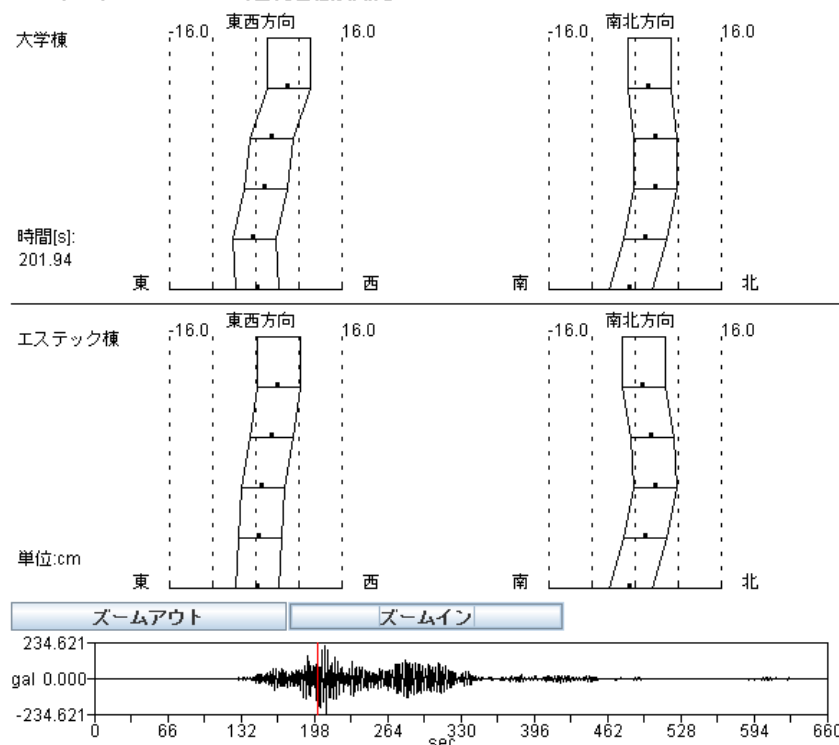 東西方向
南北方向
大学棟
-16.0
16.0
-16.0
16.0
時間[s]:
201.94
東
西
南
北
東西方向
南北方向
エステック棟
-16.0
16.0
-16.0
16.0
単位:cm
東
西
南
北
ズームアウト
ズームイン
234.621
gal 0.000
-234.621
0 66 132 198 264 330 396 462 528 594 660
sec